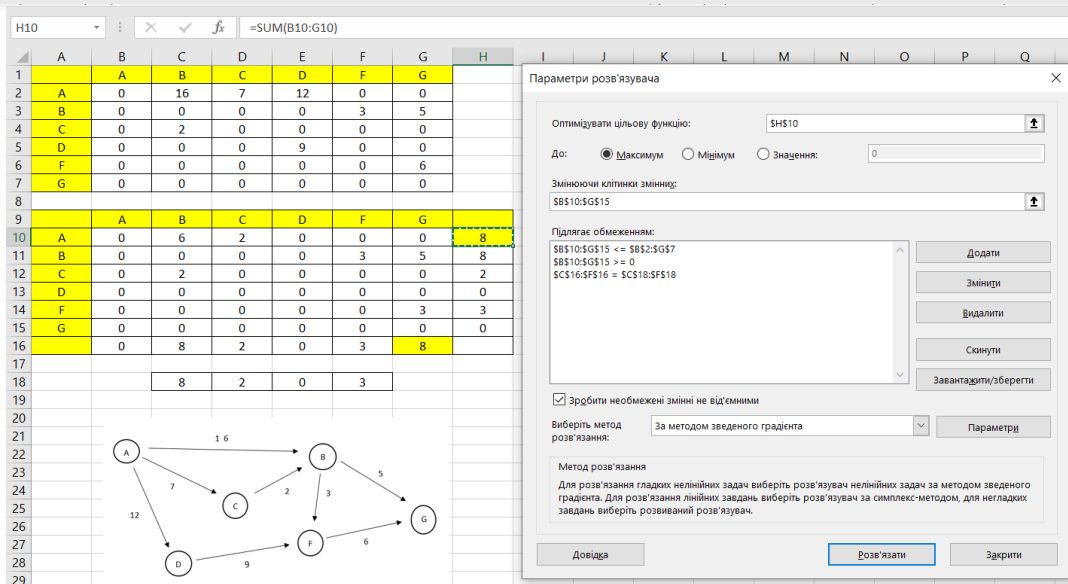 H10 fx =SUM(B10:G10)
A B C D E F G H I J K L M N O P Q
1 A B C D F G
2 A 0 16 7 12 0 0
3 B 0 0 0 0 3 5
4 C 0 2 0 0 0 0
5 D 0 0 0 9 0 0
6 F 0 0 0 0 0 6
7 G 0 0 0 0 0 0
8
9 A B C D F G
10 A 0 6 2 0 0 0 8
11 B 0 0 0 0 3 5 8
12 C 0 2 0 0 0 0 2
13 D 0 0 0 0 0 0 0
14 F 0 0 0 0 0 3 3
15 G 0 0 0 0 0 0 0
16 0 8 2 0 3 8
17
18 8 2 0 3
19
20
21
22
23
24
25
26
27
28
29
A
1 6
B
7
5
2
3
12
C
G
F
6
D
9
Параметри розв'язувача
Оптимізувати цільову функцію: $H$10
До: Максимум Мінімум Значення: 0
Змінюючи клітинки змінних:
$B$10:$G$15
Підлягає обмеженням:
$B$10:$G$15 <= $B$2:$G$7
$B$10:$G$15 >= 0
$C$16:$F$16 = $C$18:$F$18
Додати
Змінити
Видалити
Скинути
Завантажити/зберегти
Зробити необмежені змінні не від'ємними
Виберіть метод розв'язання: За методом зведеного градієнта Параметри
Метод розв'язання
Для розв'язання гладких нелінійних задач виберіть розв'язувач нелінійних задач за методом зведеного
градієнта. Для розв'язання лінійних завдань виберіть розв'язувач за симплекс-методом, для негладких
завдань виберіть розвиваний розв'язувач.
Довідка
Розв'язати
Закрити